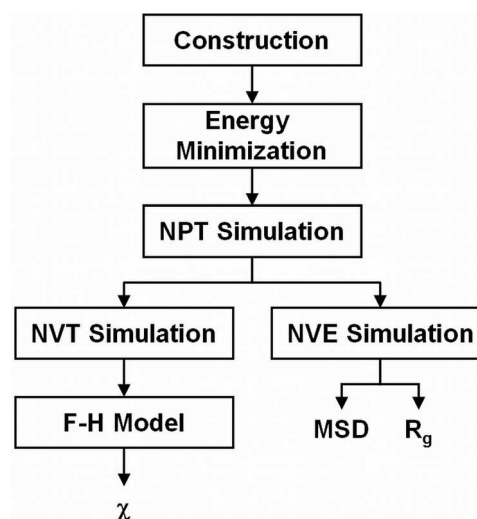 Construction
Energy
Minimization
NPT Simulation
NVT Simulation
NVE Simulation
F-H Model
MSD
Rg
χ